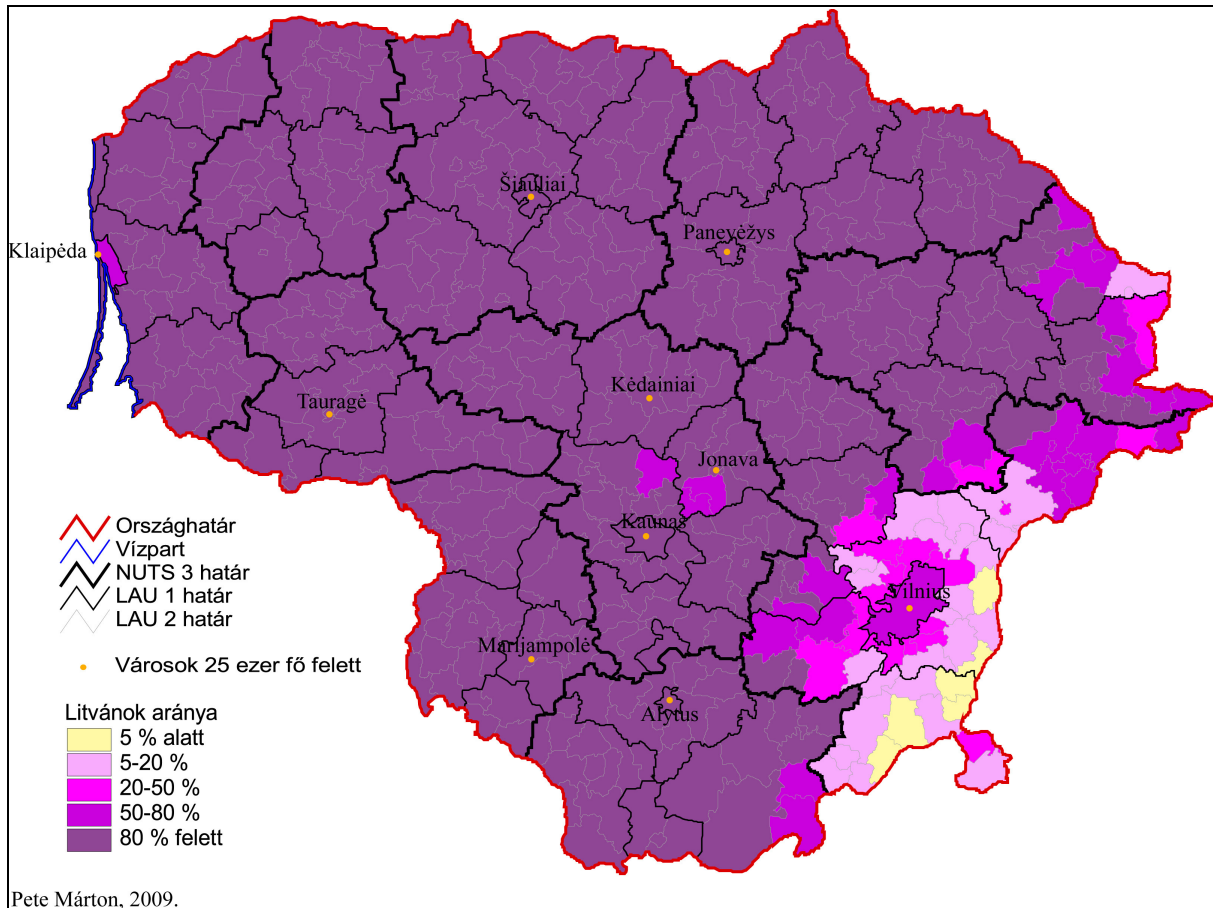 Šiauliai
Panevėžys
Klaipėda
Kėdainiai
Tauragė
Jonava
Kaunas
Vilnius
Marijampolė
Alytus
Országhatár
Vízpart
NUTS 3 határ
LAU 1 határ
LAU 2 határ
Városok 25 ezer fő felett
Litvánok aránya
5 % alatt
5-20 %
20-50 %
50-80 %
80 % felett
Pete Márton, 2009.